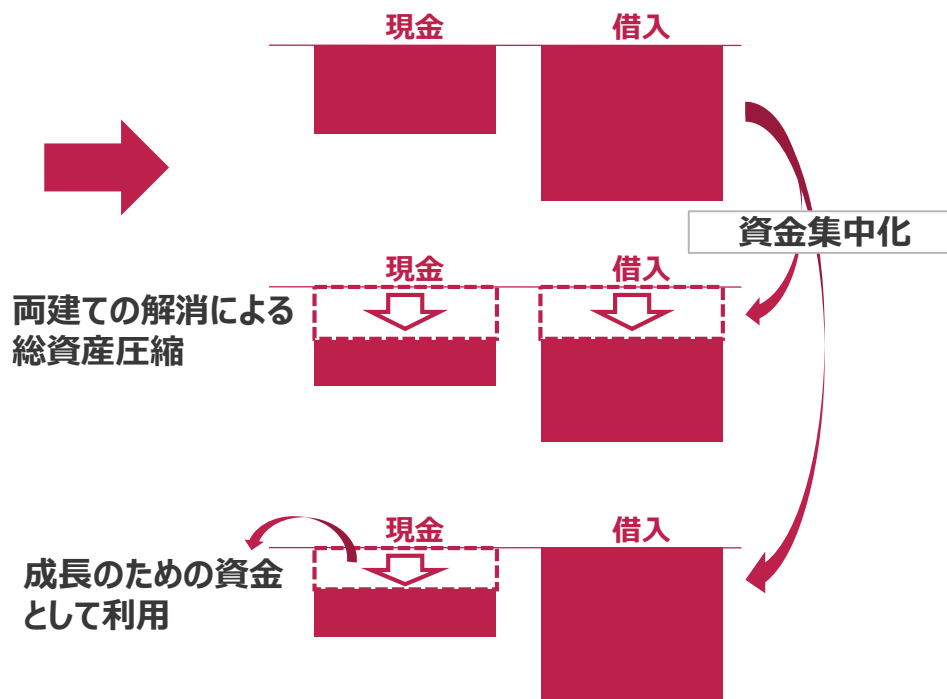 現金
借入
資金集中化
現金
借入
両建ての解消による
総資産圧縮
現金
借入
成長のための資金
として利用